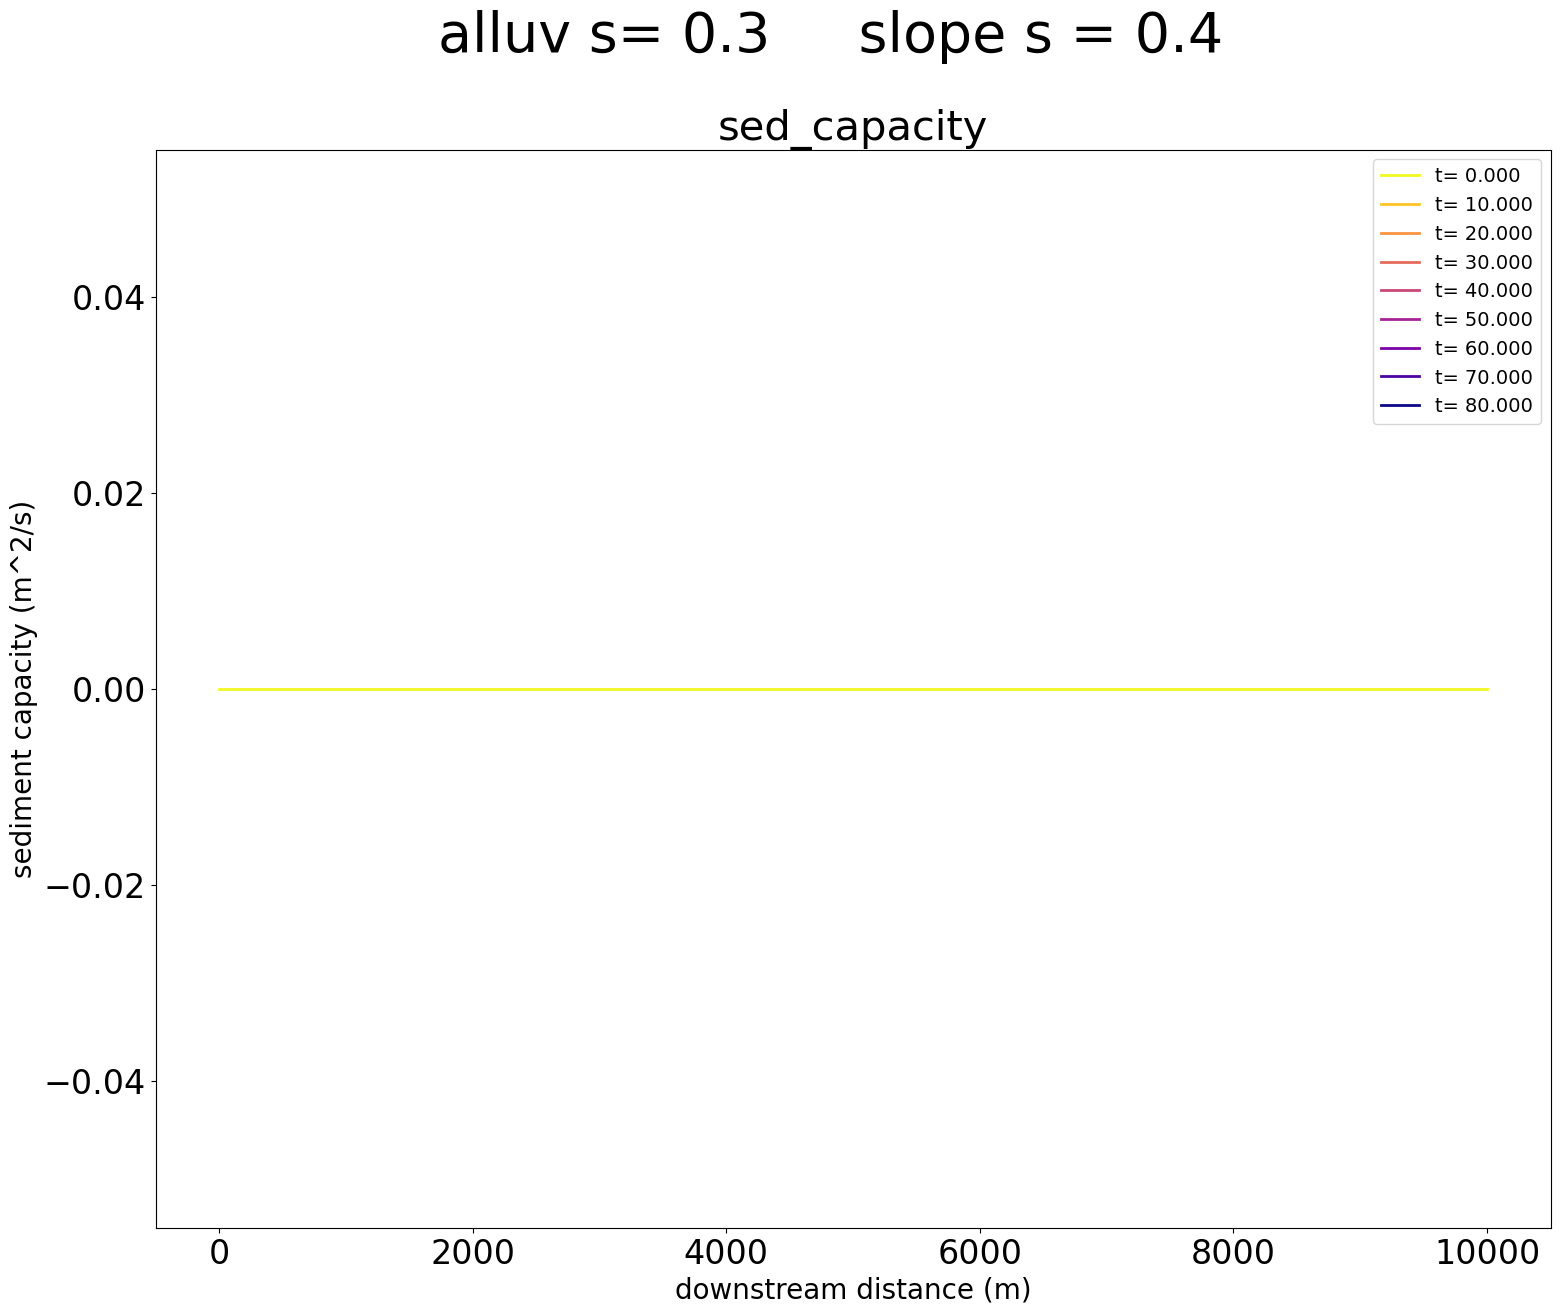 alluv s= 0.3 slope s = 0.4
sed_capacity
t= 0.000
t= 10.000
t= 20.000
t= 30.000
t= 40.000
t= 50.000
t= 60.000
t= 70.000
t= 80.000
0.04
0.02
0.00
−0.02
−0.04
sediment capacity (m^2/s)
0 2000 4000 6000 8000 10000
downstream distance (m)